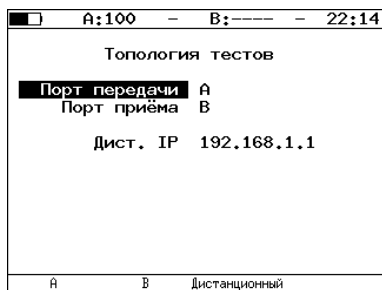 A:100 – B:---- – 22:14
Топология тестов
Порт передачи A
Порт приёма B
Дист. IP 192.168.1.1
A B Дистанционный